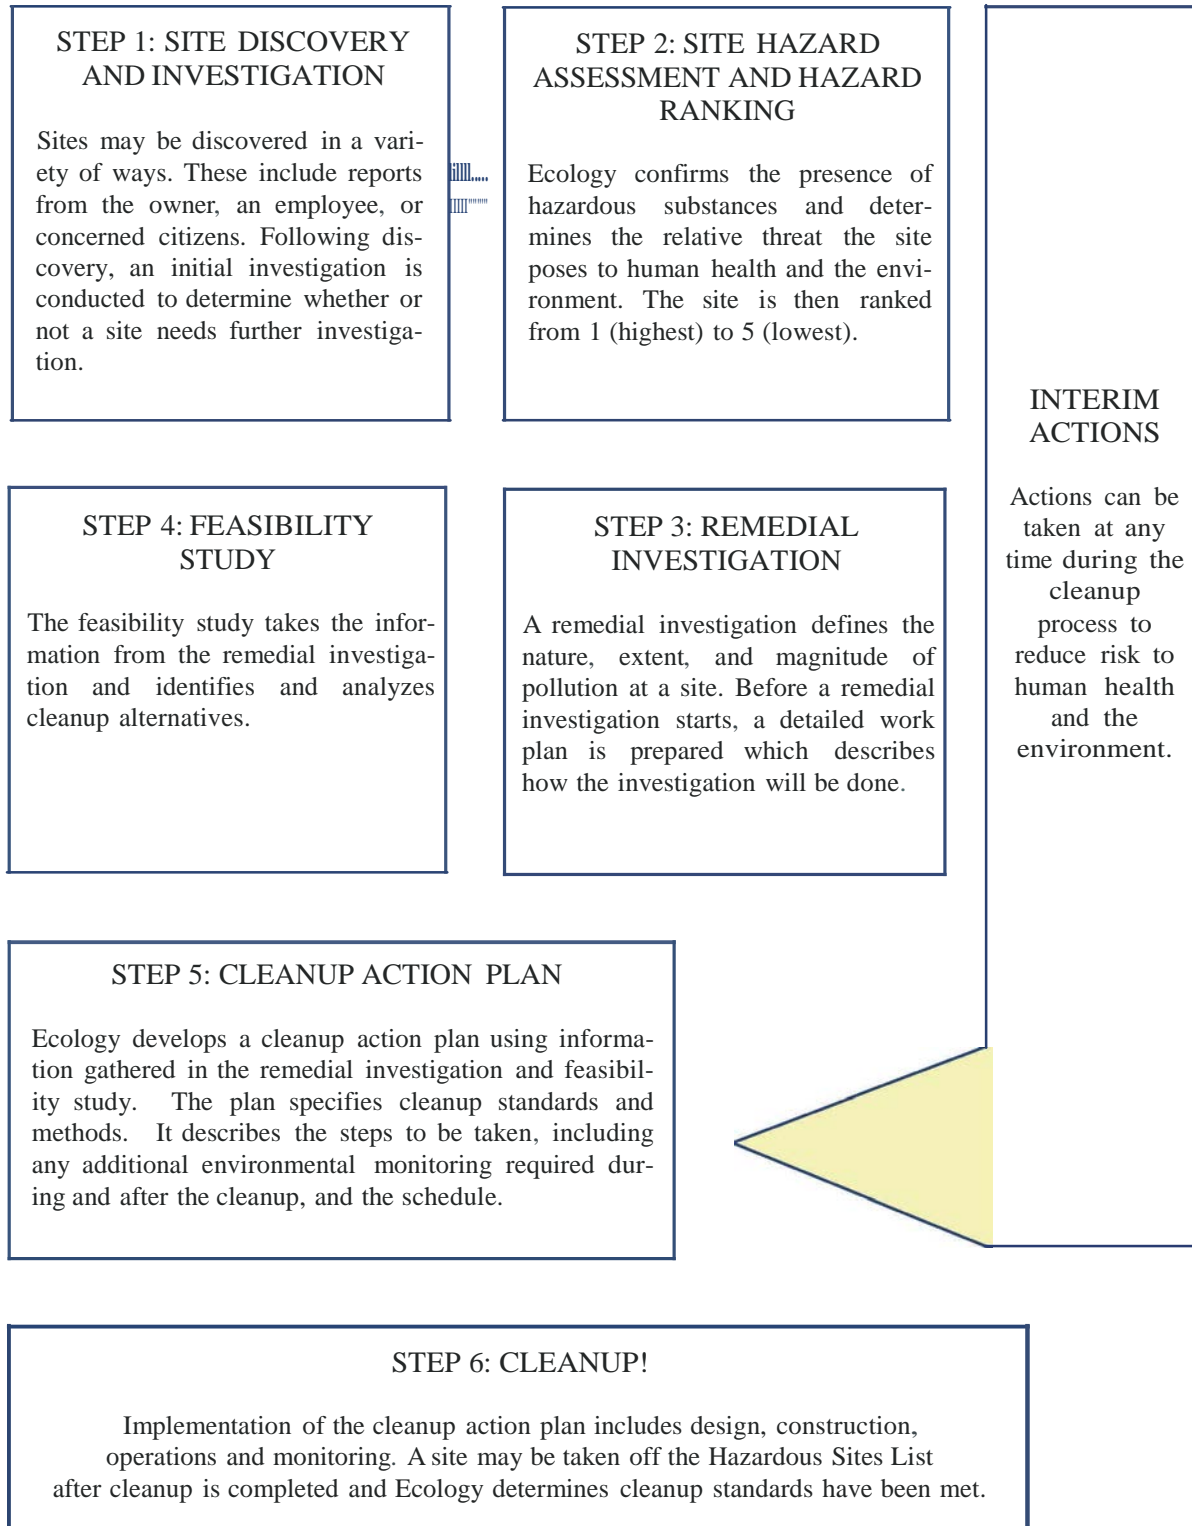 STEP 1: SITE DISCOVERY
AND INVESTIGATION
Sites may be discovered in a vari-
ety of ways. These include reports
from the owner, an employee, or
concerned citizens. Following dis-
covery, an initial investigation is
conducted to determine whether or
not a site needs further investiga-
tion.
STEP 2: SITE HAZARD
ASSESSMENT AND HAZARD
RANKING
Ecology confirms the presence of
hazardous substances and deter-
mines the relative threat the site
poses to human health and the envi-
ronment. The site is then ranked
from 1 (highest) to 5 (lowest).
STEP 3: REMEDIAL
INVESTIGATION
A remedial investigation defines the
nature, extent, and magnitude of
pollution at a site. Before a remedial
investigation starts, a detailed work
plan is prepared which describes
how the investigation will be done.
STEP 4: FEASIBILITY
STUDY
The feasibility study takes the infor-
mation from the remedial investiga-
tion and identifies and analyzes
cleanup alternatives.
STEP 5: CLEANUP ACTION PLAN
Ecology develops a cleanup action plan using informa-
tion gathered in the remedial investigation and feasibil-
ity study. The plan specifies cleanup standards and
methods. It describes the steps to be taken, including
any additional environmental monitoring required dur-
ing and after the cleanup, and the schedule.
INTERIM
ACTIONS
Actions can be
taken at any
time during the
cleanup
process to
reduce risk to
human health
and the
environment.
STEP 6: CLEANUP!
Implementation of the cleanup action plan includes design, construction,
operations and monitoring. A site may be taken off the Hazardous Sites List
after cleanup is completed and Ecology determines cleanup standards have been met.